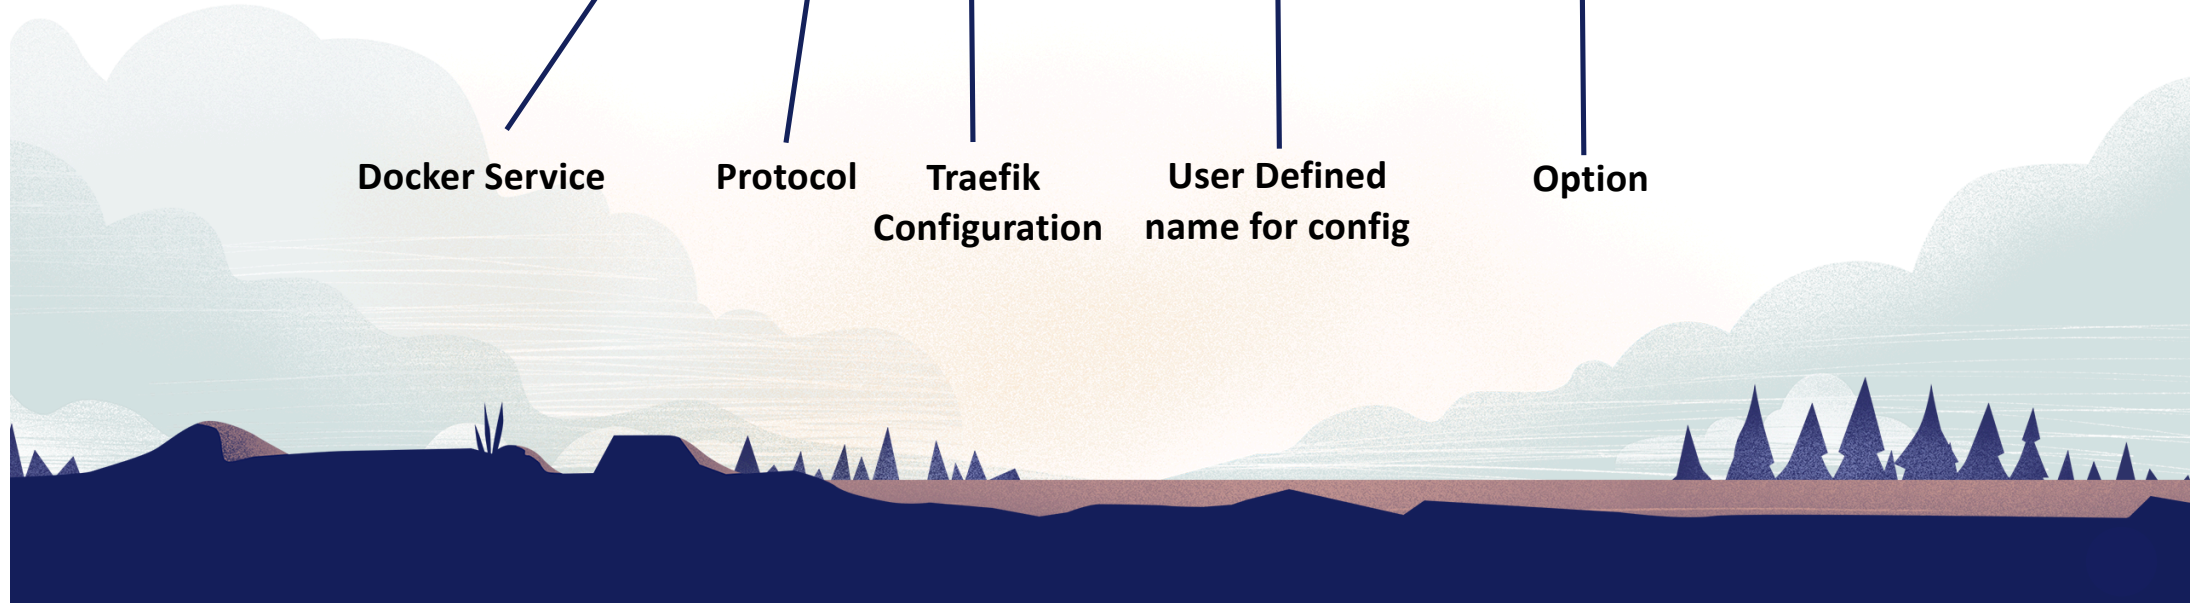 Docker Service
Protocol
Traefik
Configuration
User Defined
name for config
Option